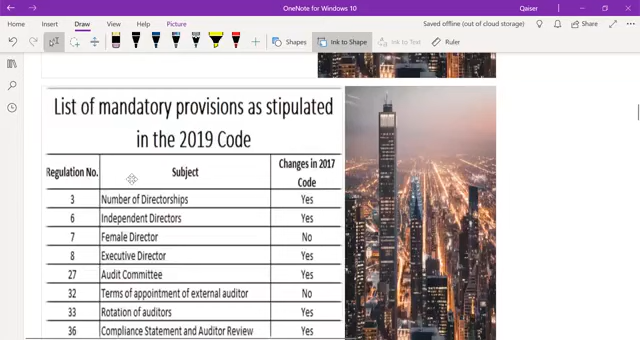 OneNote for Windows 10
Qaiser
Home
Insert
Draw
View
Help
Picture
Saved offline (out of cloud storage)
Share
Shapes
Ink to Shape
Ink to Text
Ruler
List of mandatory provisions as stipulated
in the 2019 Code
Regulation No. Subject Changes in 2017
Code
3 Number of Directorships Yes
6 Independent Directors Yes
7 Female Director No
8 Executive Director Yes
27 Audit Committee Yes
32 Terms of appointment of external auditor No
33 Rotation of auditors Yes
36 Compliance Statement and Auditor Review Yes